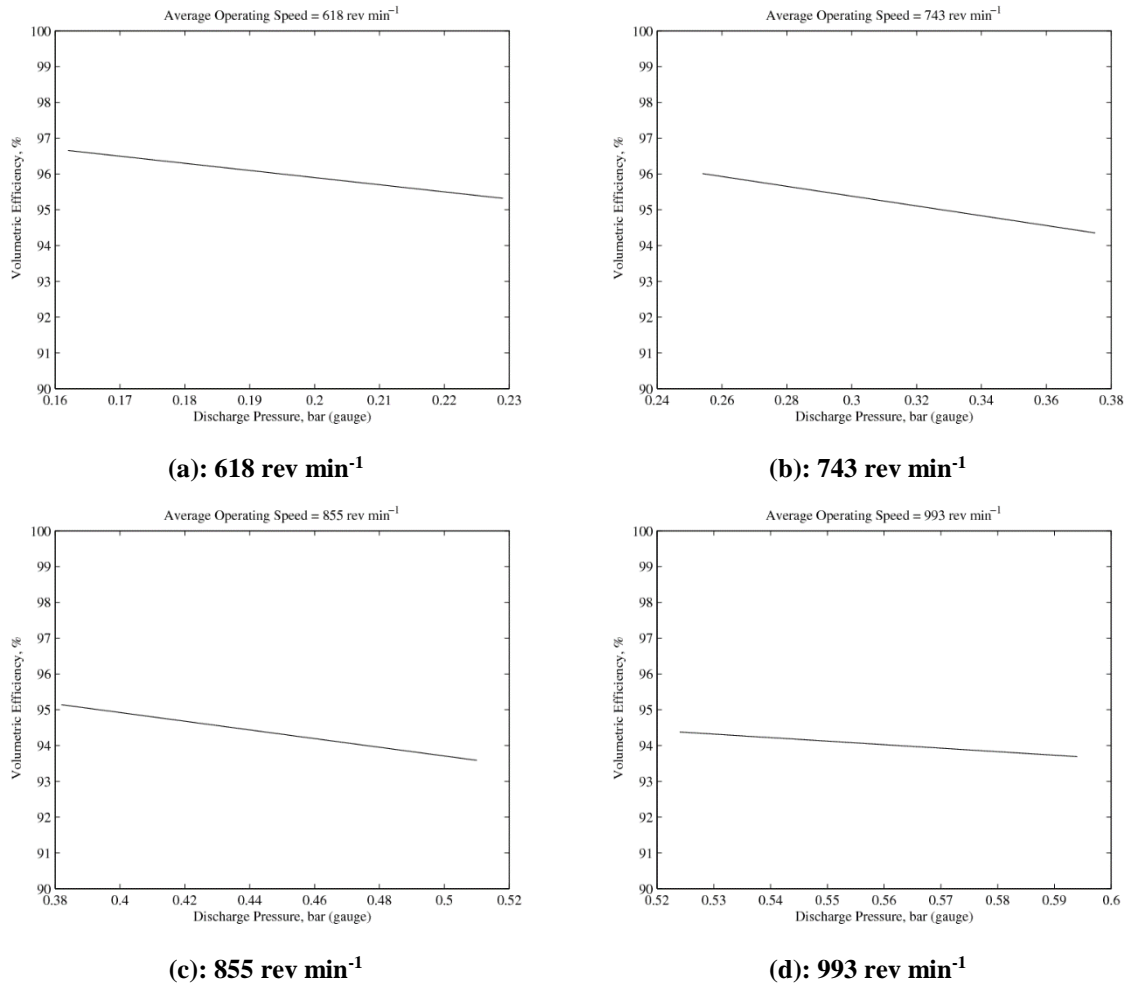 Average Operating Speed = 618 rev min⁻¹
100
99
98
97
96
95
94
93
92
91
90
Volumetric Efficiency, %
0.16 0.17 0.18 0.19 0.2 0.21 0.22 0.23
Discharge Pressure, bar (gauge)
(a): 618 rev min⁻¹
Average Operating Speed = 743 rev min⁻¹
100
99
98
97
96
95
94
93
92
91
90
Volumetric Efficiency, %
0.24 0.26 0.28 0.3 0.32 0.34 0.36 0.38
Discharge Pressure, bar (gauge)
(b): 743 rev min⁻¹
Average Operating Speed = 855 rev min⁻¹
100
99
98
97
96
95
94
93
92
91
90
Volumetric Efficiency, %
0.38 0.4 0.42 0.44 0.46 0.48 0.5 0.52
Discharge Pressure, bar (gauge)
(c): 855 rev min⁻¹
Average Operating Speed = 993 rev min⁻¹
100
99
98
97
96
95
94
93
92
91
90
Volumetric Efficiency, %
0.52 0.53 0.54 0.55 0.56 0.57 0.58 0.59 0.6
Discharge Pressure, bar (gauge)
(d): 993 rev min⁻¹